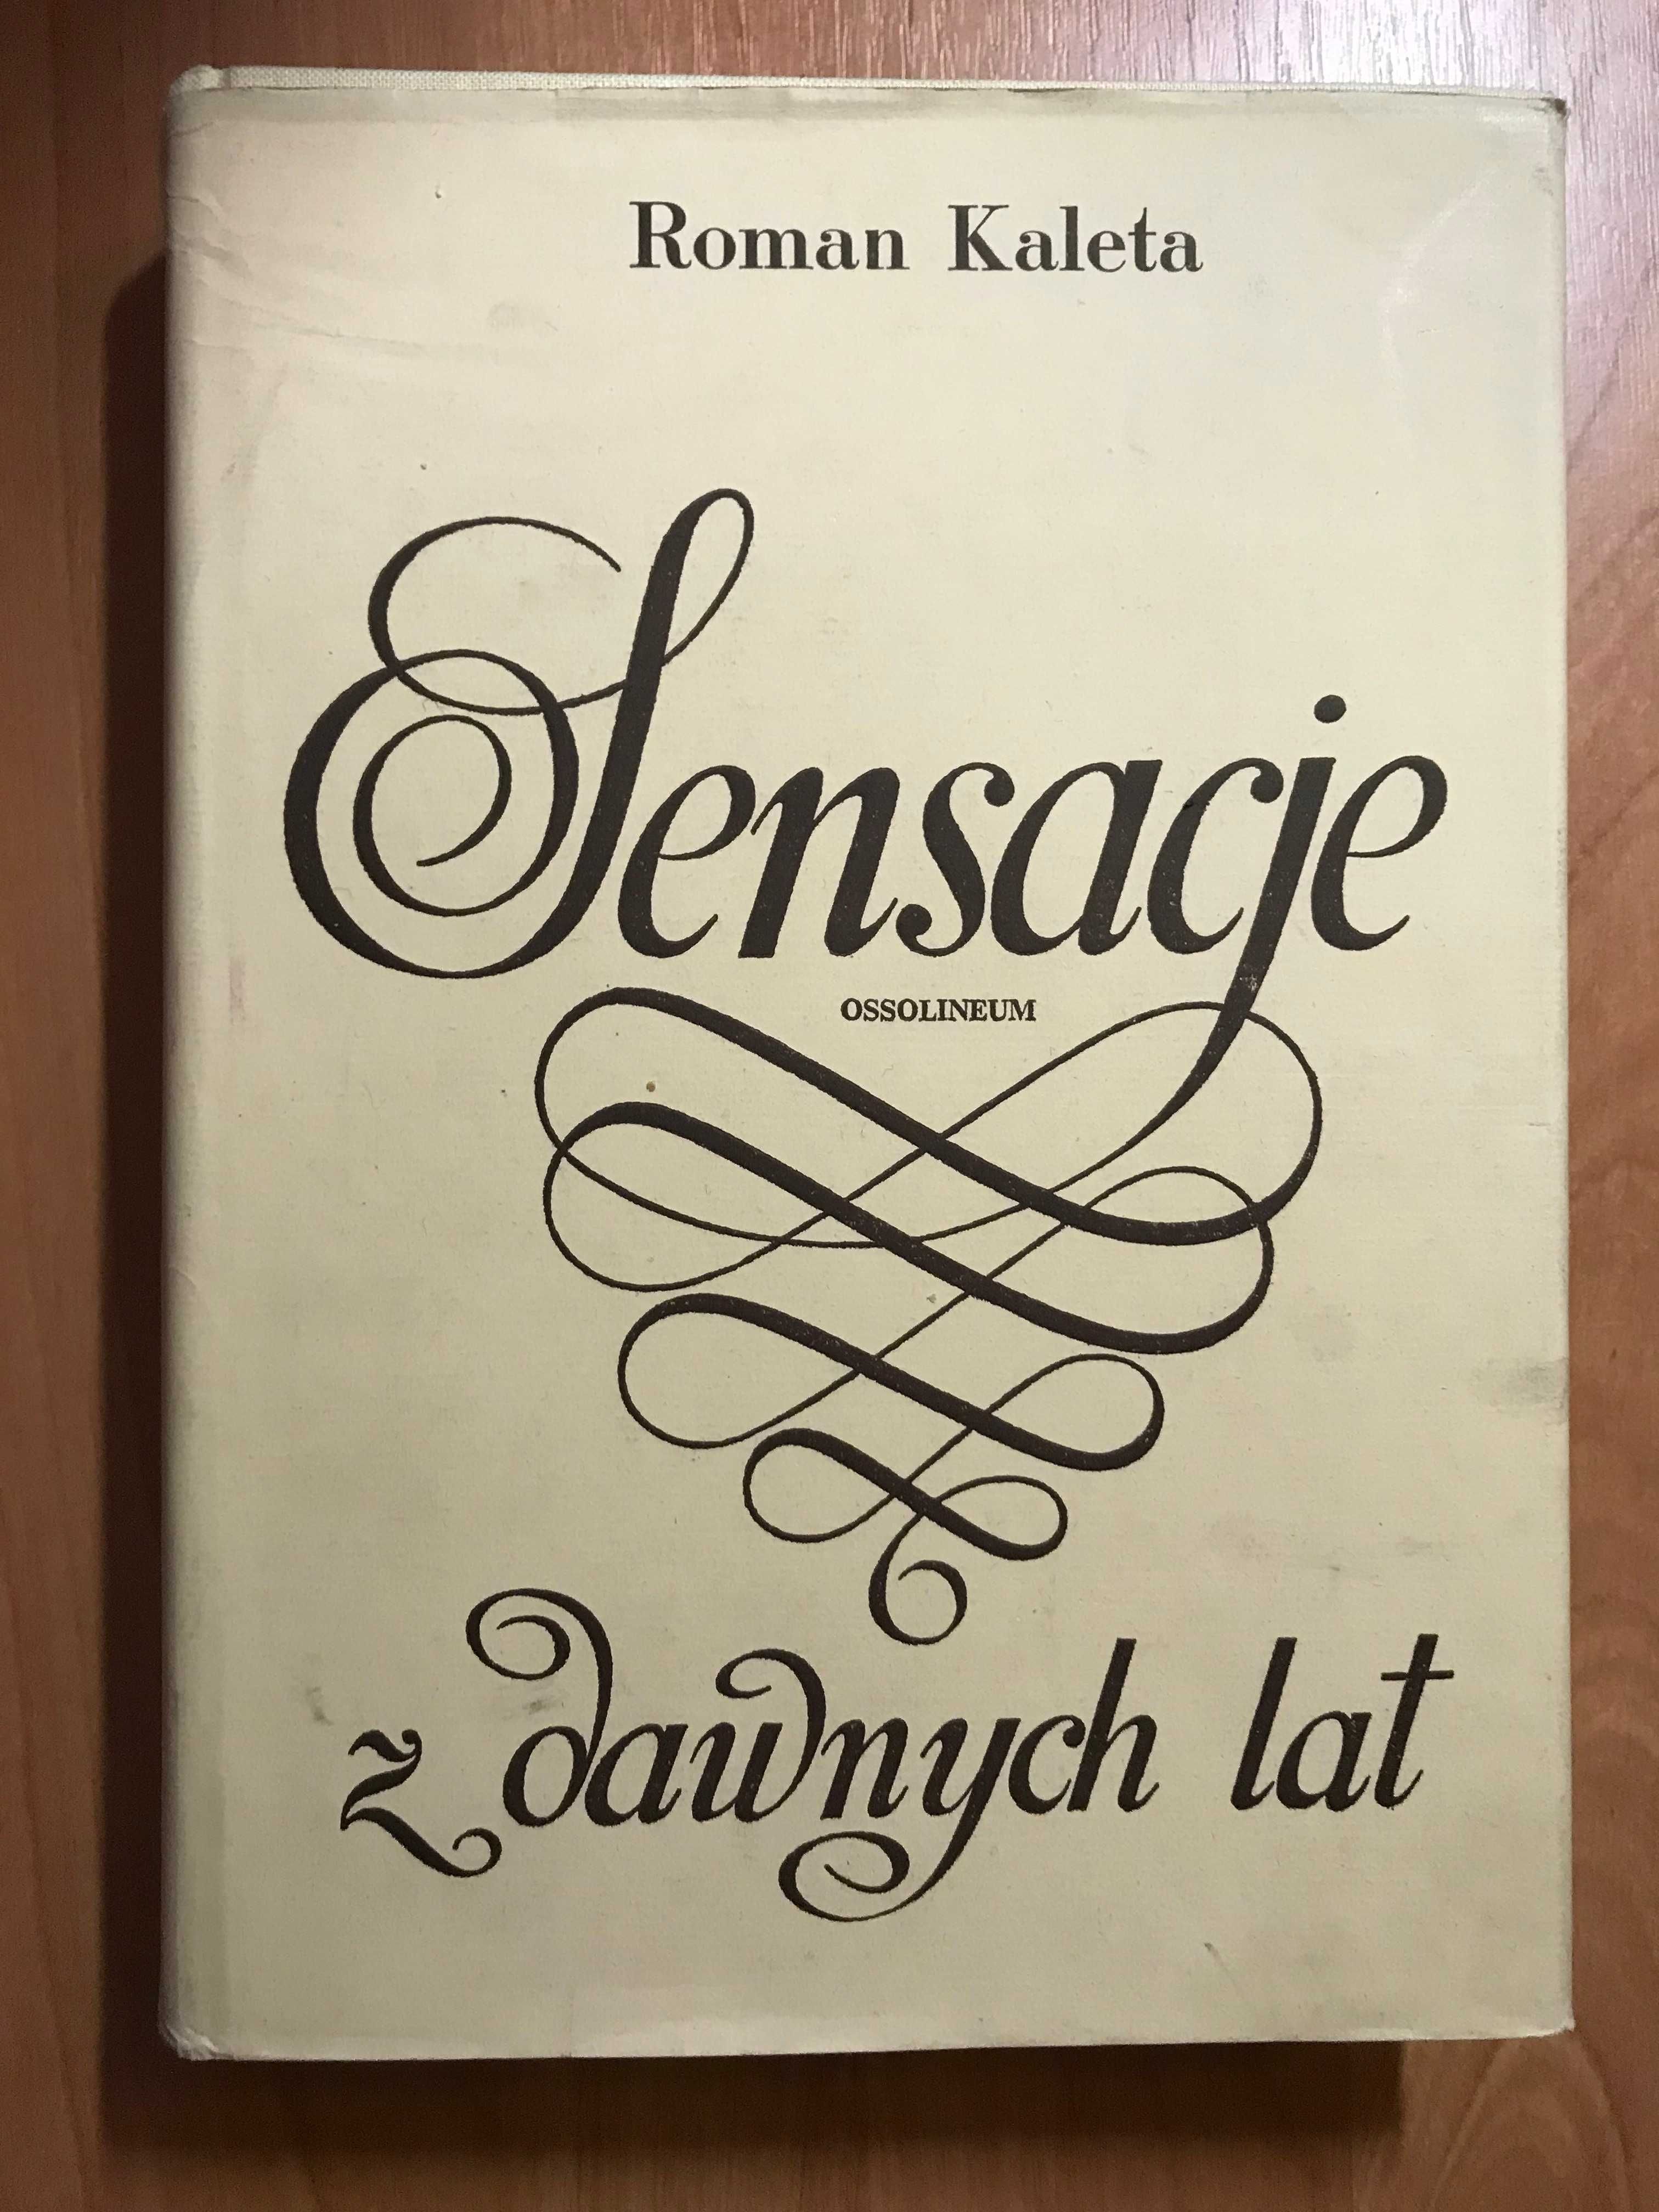 Roman Kaleta
Sensacje
OSSOLINEUM
z dawnych lat